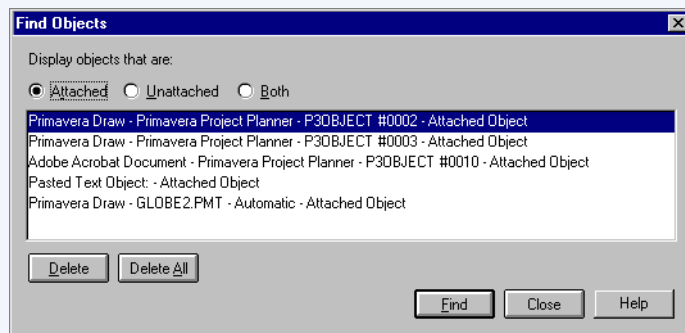 Find Objects
Display objects that are:
Attached Unattached Both
Primavera Draw - Primavera Project Planner - P3OBJECT #0002 - Attached Object
Primavera Draw - Primavera Project Planner - P3OBJECT #0003 - Attached Object
Adobe Acrobat Document - Primavera Project Planner - P3OBJECT #0010 - Attached Object
Pasted Text Object: - Attached Object
Primavera Draw - GLOBE2.PMT - Automatic - Attached Object
Delete Delete All
Find Close Help